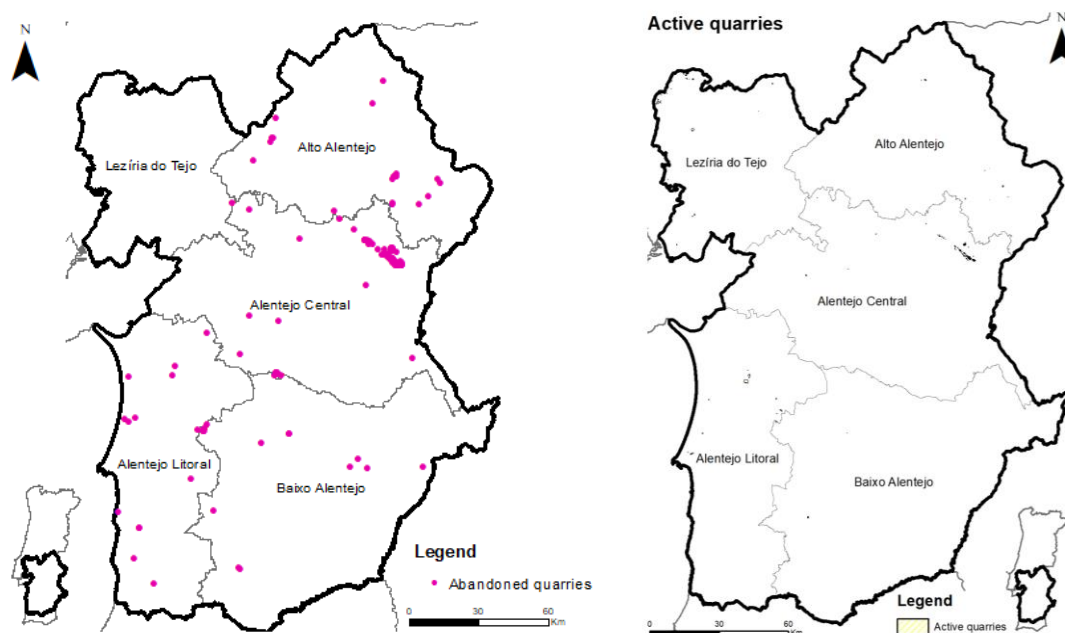 N
Lezíria do Tejo
Alto Alentejo
Alentejo Central
Alentejo Litoral
Baixo Alentejo
Legend
Abandoned quarries
0 30 60
Km
Active quarries
N
Lezíria do Tejo
Alto Alentejo
Alentejo Central
Alentejo Litoral
Baixo Alentejo
0 30 60
Km
Legend
Active quarries